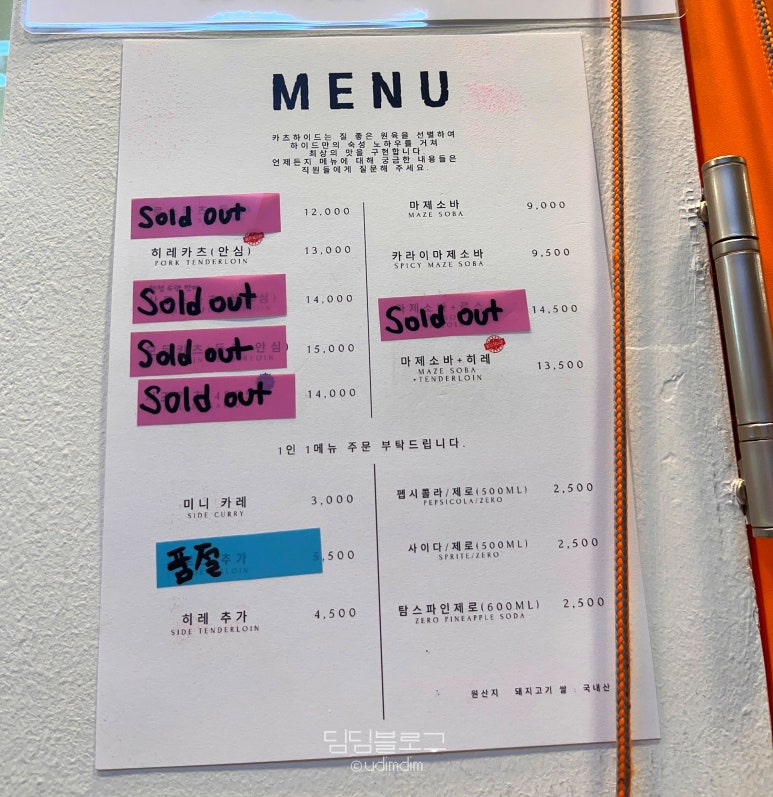 MENU
카츠하이드는 질 좋은 원육을 선별하여
하이드만의 숙성 노하우를 거쳐
최상의 맛을 구현합니다
언제든지 메뉴에 대해 궁금한 내용들은
직원들에게 질문해 주세요.
Sold out 12,000
히레카츠(안심) 13,000
PORK TENDERLOIN
Sold out 14,000
Sold out 안심) 15,000
Sold out 14,000
마제소바 9,000
MAZE SOBA
카라이마제소바 9,500
SPICY MAZE SOBA
Sold out 14,500
마제소바+히레 13,500
MAZE SOBA
+TENDERLOIN
1인 1메뉴 주문 부탁드립니다.
미니 카레 3,000
SIDE CURRY
품절 추가 5,500
히레 추가 4,500
SIDE TENDERLOIN
펩시콜라/제로(500ML) 2,500
PEPSICOLA/ZERO
사이다/제로(500ML) 2,500
SPRITE/ZERO
탐스파인제로(600ML) 2,500
ZERO PINEAPPLE SODA
원산지 돼지고기 쌀 : 국내산
딤딤블로그
©udimdim